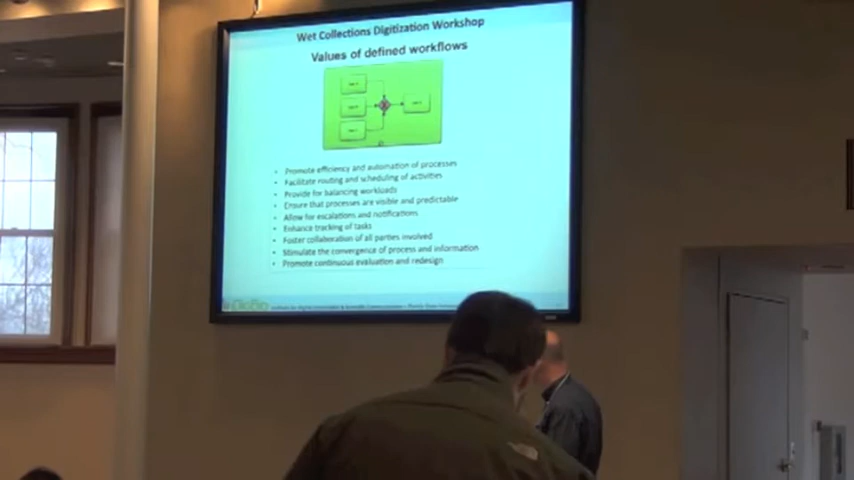 Wet Collections Digitization Workshop
Values of defined workflows
• Promote efficiency and automation of processes
• Facilitate routing and scheduling of activities
• Provide for balancing workloads
• Ensure that processes are visible and predictable
• Allow for escalations and notifications
• Enhance tracking of tasks
• Foster collaboration of all parties involved
• Stimulate the convergence of process and information
• Promote continuous evaluation and redesign